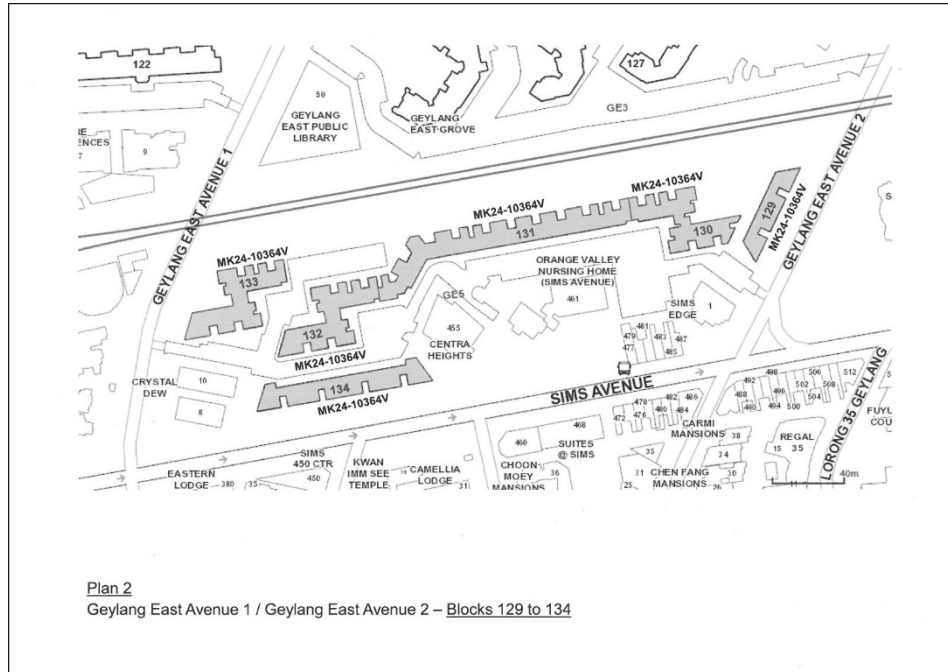 122
50
GEYLANG
EAST PUBLIC
LIBRARY
GEYLANG
EAST GROVE
127
GE3
9
7
GEYLANG EAST AVENUE 1
GEYLANG EAST AVENUE 2
MK24-10364V
129
MK24-10364V
MK24-10364V
131
130
MK24-10364V
133
ORANGE VALLEY
NURSING HOME
(SIMS AVENUE)
461
GE5
SIMS
EDGE
1
132
MK24-10364V
455
CENTRA
HEIGHTS
479
481
483
487
477
485
134
MK24-10364V
CRYSTAL
DEW
10
8
SIMS AVENUE
492
498
506
512
488
496
502
508
490
494
500
504
478
482
486
472
476
480
484
CARMI
MANSIONS
LORONG 35 GEYLANG
460
468
SUITES
@ SIMS
38
35
34
30
REGAL
35
15
SIMS
450 CTR
450
KWAN
IMM SEE
TEMPLE
CAMELLIA
LODGE
31
CHOON
MOEY
MANSIONS
36
31
25
CHEN FANG
MANSIONS
26
EASTERN
LODGE
380
35
40m
Plan 2
Geylang East Avenue 1 / Geylang East Avenue 2 – Blocks 129 to 134